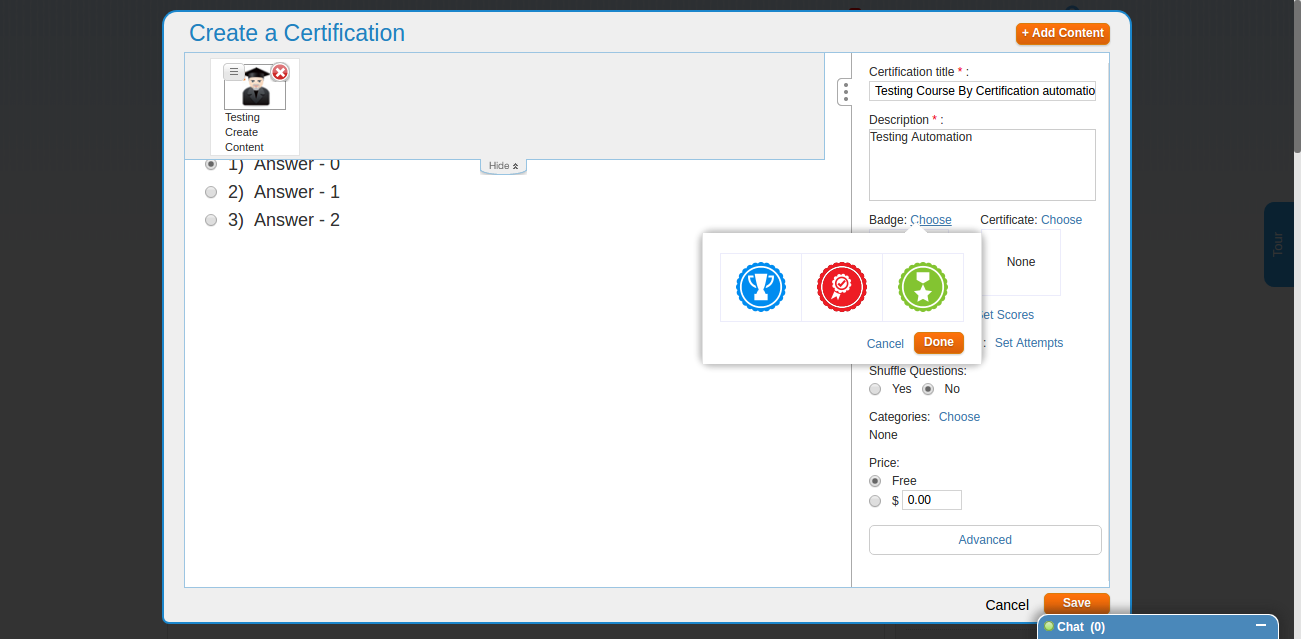 Create a Certification
+ Add Content
Testing
Create
Content
1) Answer - 0
2) Answer - 1
3) Answer - 2
Hide
Certification title * :
Testing Course By Certification automatio
Description * :
Testing Automation
Badge: Choose
Certificate: Choose
None
Cancel
Done
Set Scores
: Set Attempts
Shuffle Questions:
Yes No
Categories: Choose
None
Price:
Free
$ 0.00
Advanced
Cancel
Save
Chat (0)
Tour